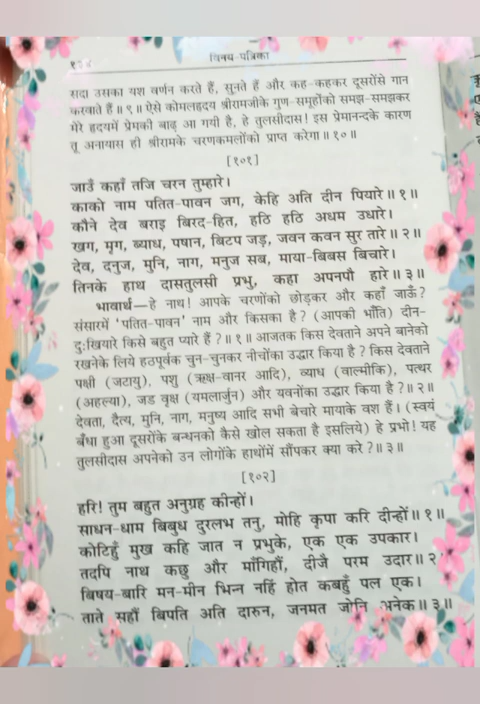 विनय-पत्रिका
सदा उसका यश वर्णन करते हैं, सुनते हैं और कह-कहकर दूसरोंसे गान
करवाते हैं॥ ९॥ ऐसे कोमलहृदय श्रीरामजीके गुण-समूहोंको समझ-समझकर
मेरे हृदयमें प्रेमकी बाढ़ आ गयी है, हे तुलसीदास! इस प्रेमानन्दके कारण
तू अनायास ही श्रीरामके चरणकमलोंको प्राप्त करेगा॥ १०॥
[१०१]
जाउँ कहाँ तजि चरन तुम्हारे।
काको नाम पतित-पावन जग, केहि अति दीन पियारे॥ १॥
कौने देव बराइ बिरद-हित, हठि हठि अधम उधारे।
खग, मृग, ब्याध, पषान, बिटप जड़, जवन कवन सुर तारे॥ २॥
देव, दनुज, मुनि, नाग, मनुज सब, माया-बिबस बिचारे।
तिनके हाथ दासतुलसी प्रभु, कहा अपनपौ हारे॥ ३॥
भावार्थ—हे नाथ! आपके चरणोंको छोड़कर और कहाँ जाऊँ?
संसारमें 'पतित-पावन' नाम और किसका है? (आपकी भाँति) दीन-
दुःखियारे किसे बहुत प्यारे हैं?॥ १॥ आजतक किस देवताने अपने बानेको
रखनेके लिये हठपूर्वक चुन-चुनकर नीचोंका उद्धार किया है? किस देवताने
पक्षी (जटायु), पशु (ऋक्ष-वानर आदि), व्याध (वाल्मीकि), पत्थर
(अहल्या), जड वृक्ष (यमलार्जुन) और यवनोंका उद्धार किया है?॥ २॥
देवता, दैत्य, मुनि, नाग, मनुष्य आदि सभी बेचारे मायाके वश हैं। (स्वयं
बँधा हुआ दूसरोंके बन्धनको कैसे खोल सकता है इसलिये) हे प्रभो! यह
तुलसीदास अपनेको उन लोगोंके हाथोंमें सौंपकर क्या करे?॥ ३॥
[१०२]
हरि! तुम बहुत अनुग्रह कीन्हों।
साधन-धाम बिबुध दुरलभ तनु, मोहि कृपा करि दीन्हों॥ १॥
कोटिहुँ मुख कहि जात न प्रभुके, एक एक उपकार।
तदपि नाथ कछु और माँगिहौं, दीजै परम उदार॥ २
बिषय-बारि मन-मीन भिन्न नहिं होत कबहुँ पल एक।
ताते सहौं बिपति अति दारुन, जनमत जोनि अनेक॥ ३॥